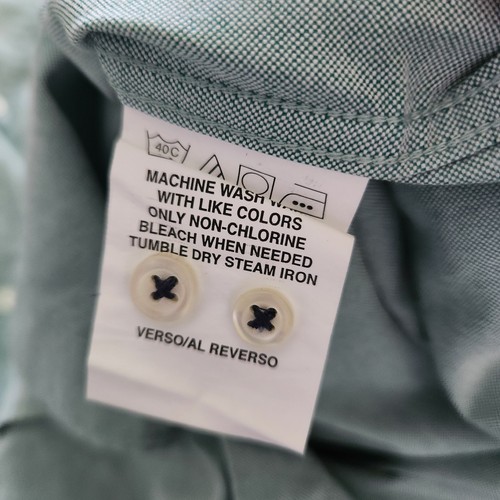 40C
MACHINE WASH
WITH LIKE COLORS
ONLY NON-CHLORINE
BLEACH WHEN NEEDED
TUMBLE DRY STEAM IRON
VERSO/AL REVERSO